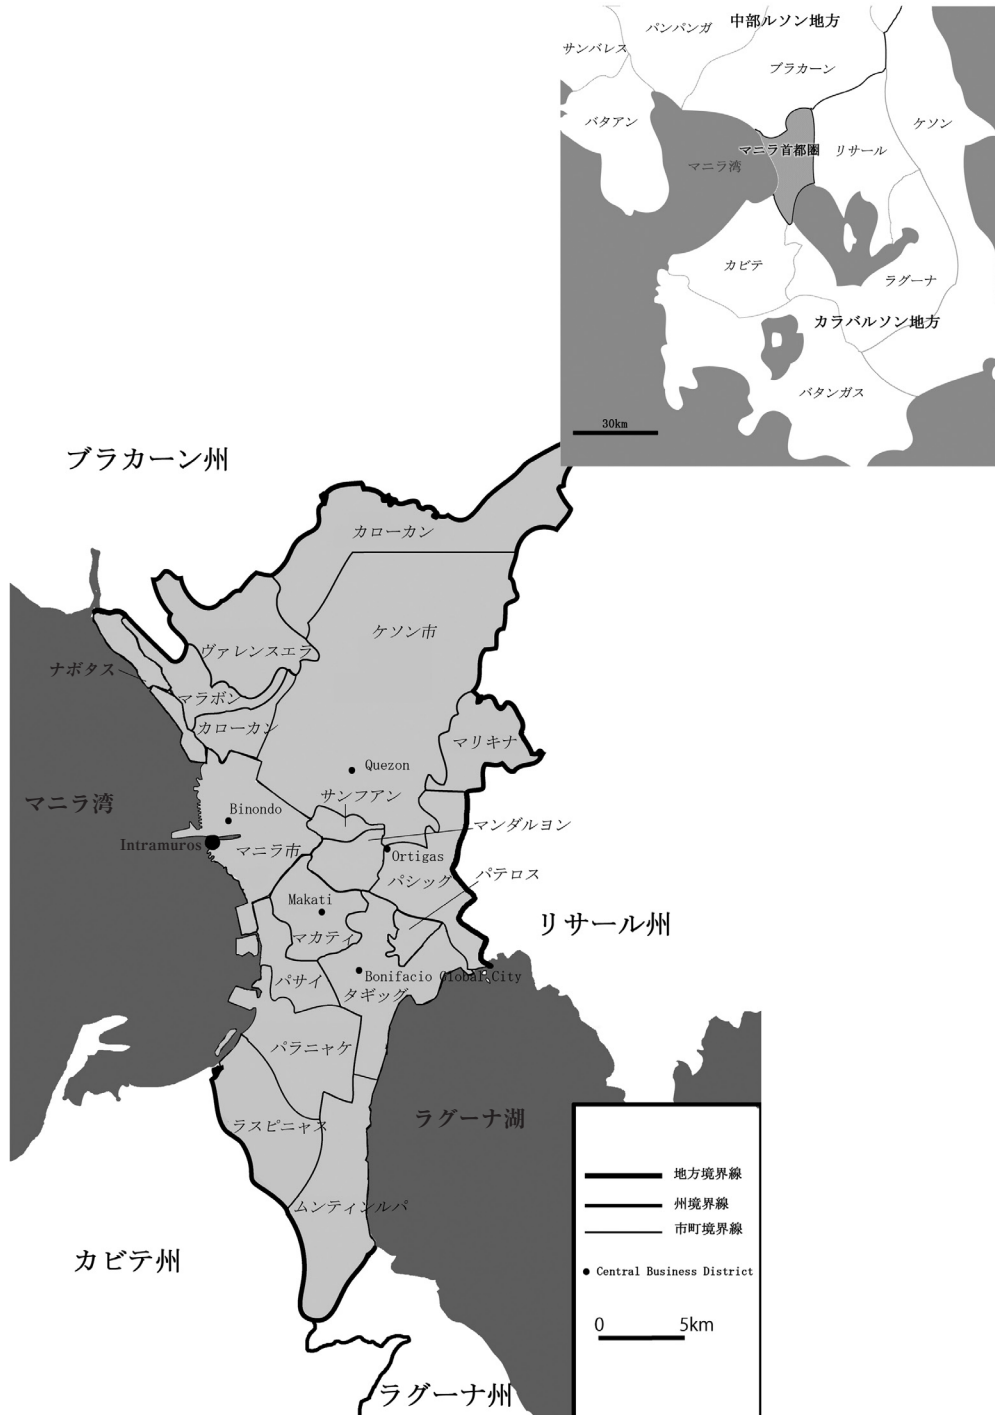 中部ルソン地方
パンパンガ
サンバレス
ブラカーン
バタアン
ケソン
マニラ首都圏
リサール
マニラ湾
カビテ
ラグーナ
カラバルソン地方
バタンガス
30km
ブラカーン州
カローカン
ケソン市
ヴァレンスエラ
ナボタス
マラボン
カローカン
マリキナ
Quezon
サンフアン
マニラ湾
Binondo
マンダルヨン
Intramuros
マニラ市
Ortigas
パシッグ
パテロス
Makati
マカティ
リサール州
パサイ
Bonifacio Global City
タギッグ
パラニャケ
ラスピニャス
ラグーナ湖
ムンティンルパ
カビテ州
ラグーナ州
地方境界線
州境界線
市町境界線
Central Business District
0 5km